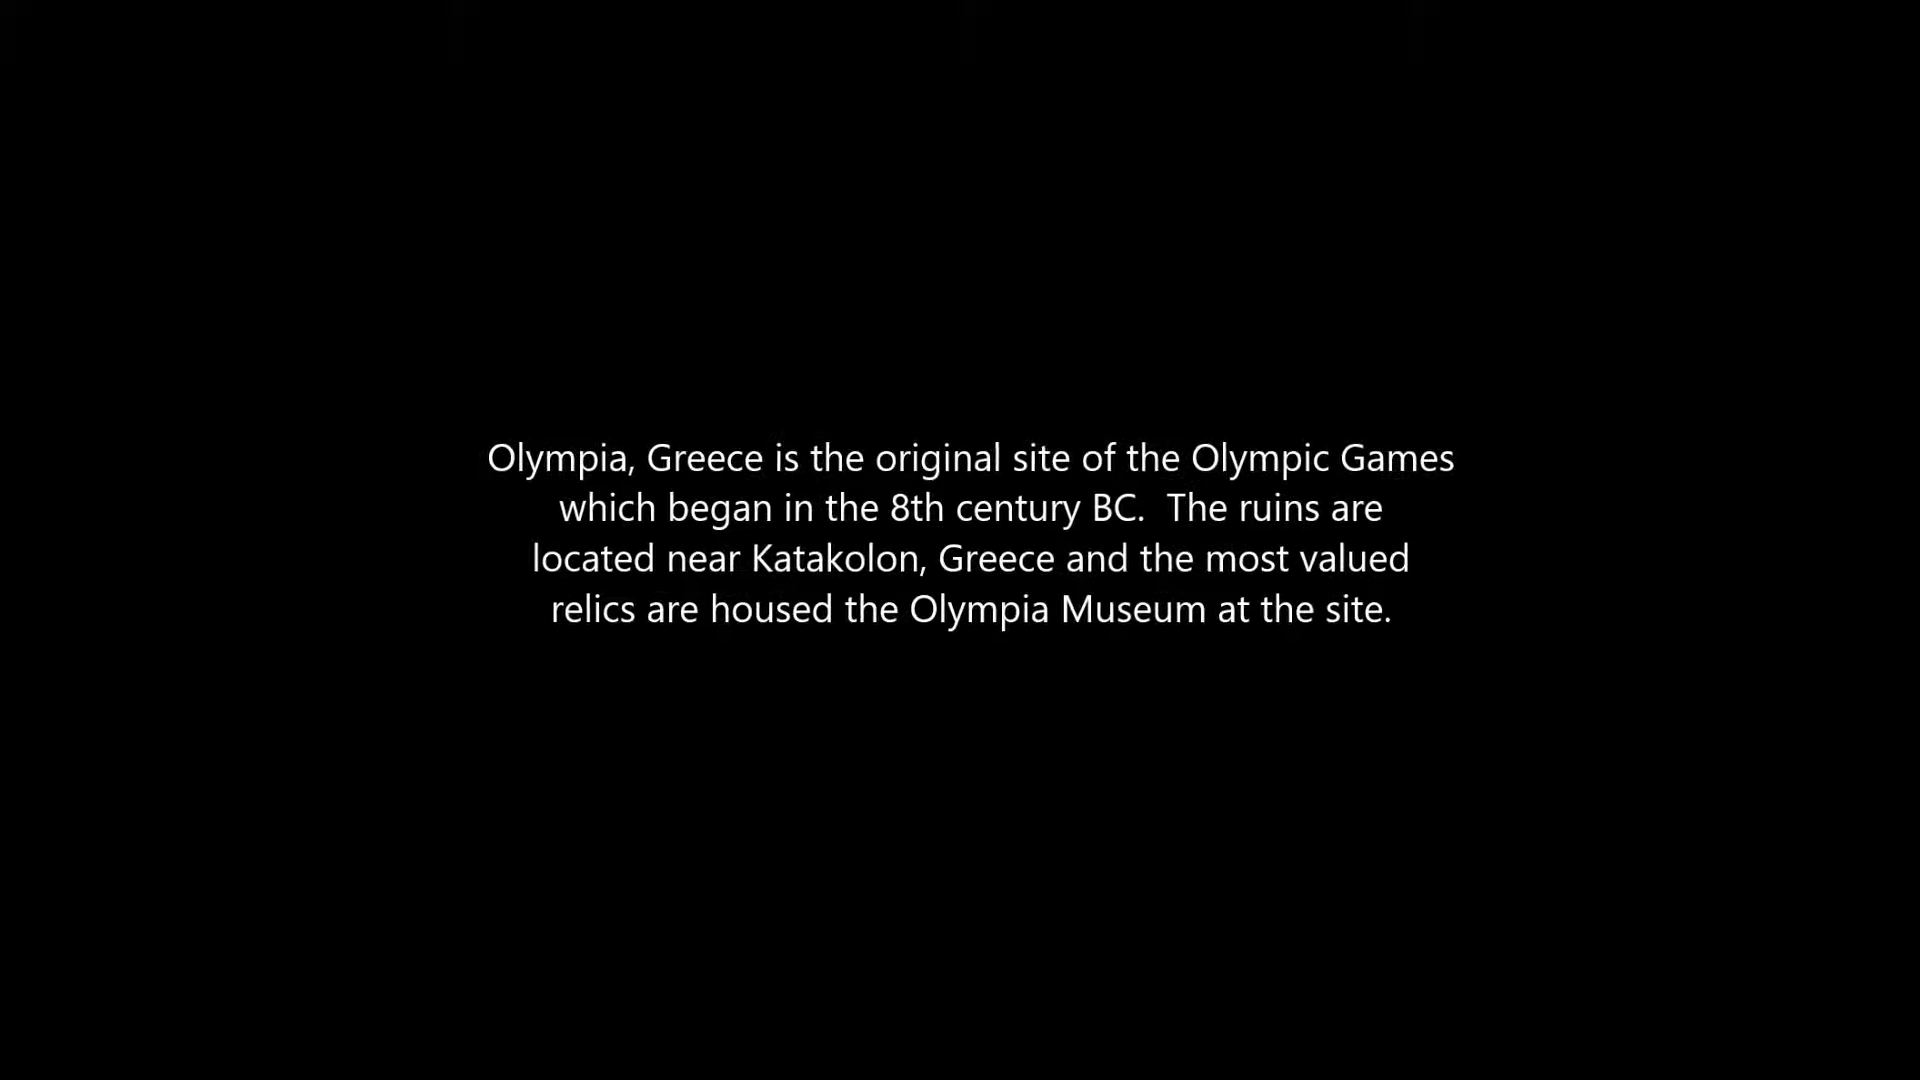 Olympia, Greece is the original site of the Olympic Games
which began in the 8th century BC.  The ruins are
located near Katakolon, Greece and the most valued
relics are housed the Olympia Museum at the site.